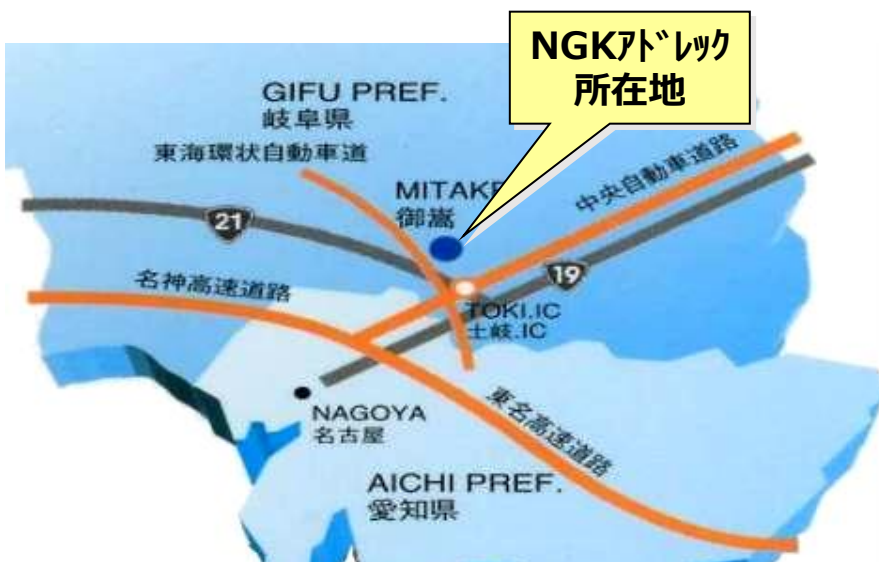 NGKｱﾄﾞﾚｯｸ
所在地
GIFU PREF.
岐阜県
東海環状自動車道
MITAKE
御嵩
中央自動車道路
21
19
名神高速道路
TOKI.IC
土岐.IC
NAGOYA
名古屋
東名高速道路
AICHI PREF.
愛知県